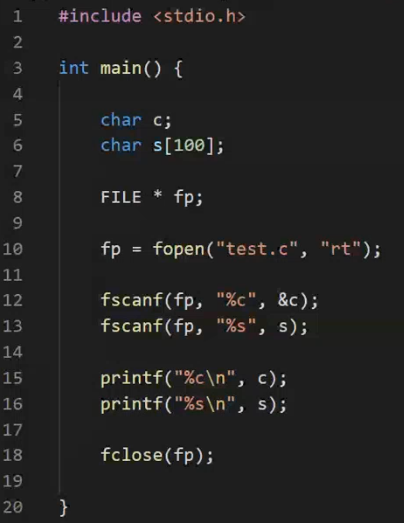 1 #include <stdio.h>
2
3 int main() {
4
5 char c;
6 char s[100];
7
8 FILE * fp;
9
10 fp = fopen("test.c", "rt");
11
12 fscanf(fp, "%c", &c);
13 fscanf(fp, "%s", s);
14
15 printf("%c\n", c);
16 printf("%s\n", s);
17
18 fclose(fp);
19
20 }